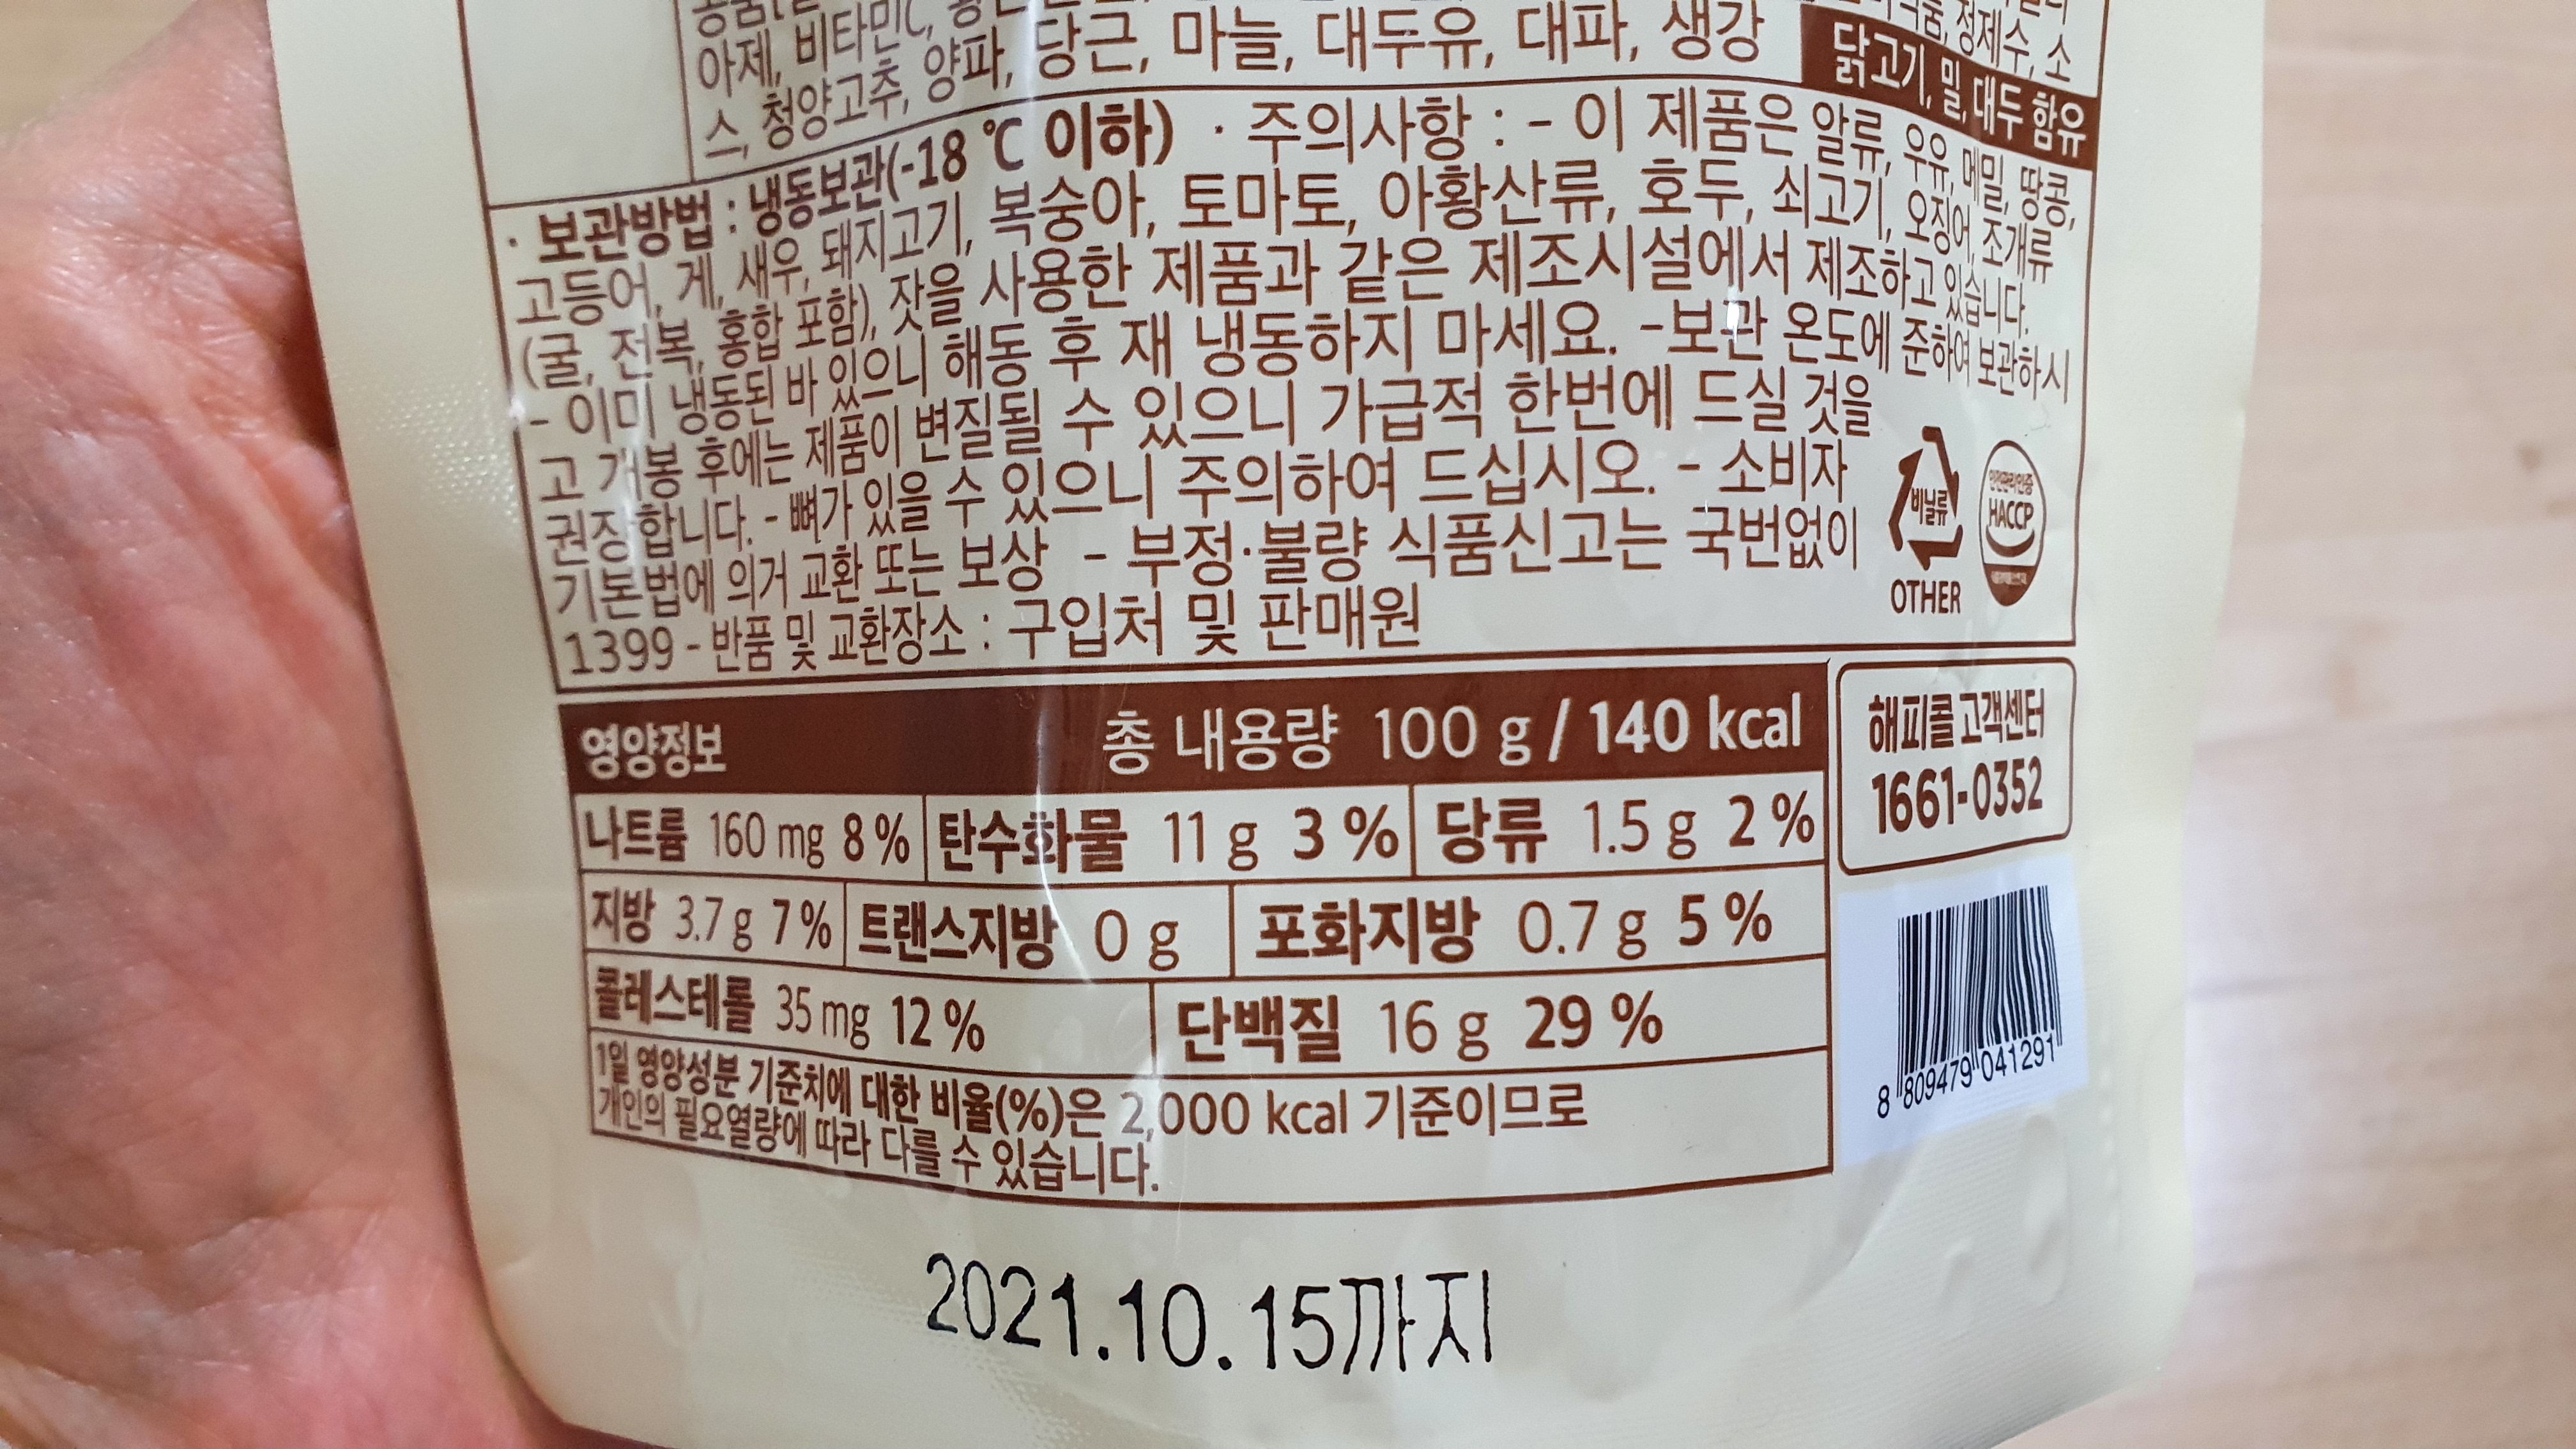 아제, 비타민C,
정제수, 소
스, 청양고추, 양파, 당근, 마늘, 대두유, 대파, 생강
닭고기, 밀, 대두 함유
· 보관방법 : 냉동보관(-18 ℃ 이하) · 주의사항 : - 이 제품은 알류, 우유, 메밀, 땅콩,
고등어, 게, 새우, 돼지고기, 복숭아, 토마토, 아황산류, 호두, 쇠고기, 오징어, 조개류
(굴, 전복, 홍합 포함), 잣을 사용한 제품과 같은 제조시설에서 제조하고 있습니다.
- 이미 냉동된 바 있으니 해동 후 재 냉동하지 마세요. -보관 온도에 준하여 보관하시
고 개봉 후에는 제품이 변질될 수 있으니 가급적 한번에 드실 것을
권장합니다. - 뼈가 있을 수 있으니 주의하여 드십시오. - 소비자
기본법에 의거 교환 또는 보상 - 부정·불량 식품신고는 국번없이
1399 - 반품 및 교환장소 : 구입처 및 판매원
비닐류
OTHER
안전관리인증
HACCP
영양정보 총 내용량 100 g / 140 kcal
나트륨 160 mg 8 % 탄수화물 11 g 3 % 당류 1.5 g 2 %
지방 3.7 g 7 % 트랜스지방 0 g 포화지방 0.7 g 5 %
콜레스테롤 35 mg 12 % 단백질 16 g 29 %
1일 영양성분 기준치에 대한 비율(%)은 2,000 kcal 기준이므로
개인의 필요열량에 따라 다를 수 있습니다.
해피콜 고객센터
1661-0352
8 809479 041291
2021.10.15까지